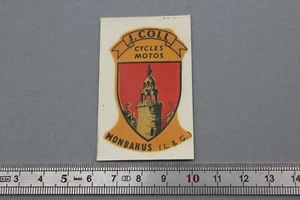 J. COLL
CYCLES
MOTOS
MONBAHUS (L. & G.)
3 4 5 6 7 8 9 10 11 12 13 14